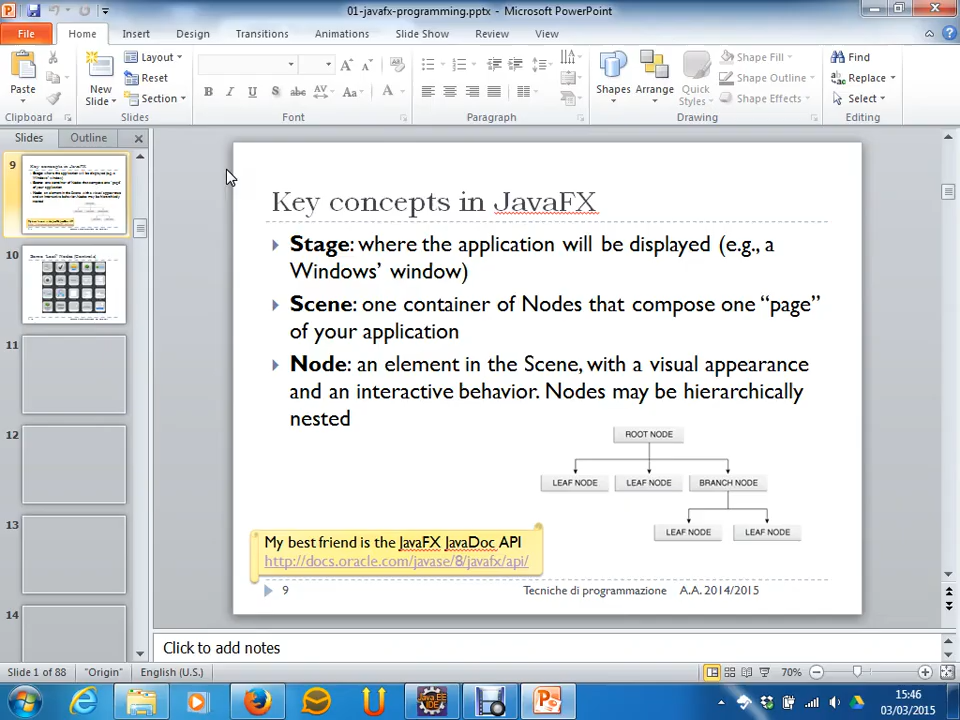 01-javafx-programming.pptx - Microsoft PowerPoint
File Home Insert Design Transitions Animations Slide Show Review View
Paste
New Slide
Layout
Reset
Section
Shapes
Arrange
Quick Styles
Shape Fill
Shape Outline
Shape Effects
Find
Replace
Select
Clipboard Slides Font Paragraph Drawing Editing
Slides Outline
9
10
11
12
13
14
Key concepts in JavaFX
Stage: where the application will be displayed (e.g., a
Windows' window)
Scene: one container of Nodes that compose one “page”
of your application
Node: an element in the Scene, with a visual appearance
and an interactive behavior. Nodes may be hierarchically
nested
ROOT NODE
LEAF NODE LEAF NODE BRANCH NODE
LEAF NODE LEAF NODE
My best friend is the JavaFX JavaDoc API
http://docs.oracle.com/javase/8/javafx/api/
9 Tecniche di programmazione A.A. 2014/2015
Click to add notes
Slide 1 of 88 "Origin" English (U.S.) 70%
15:46
03/03/2015